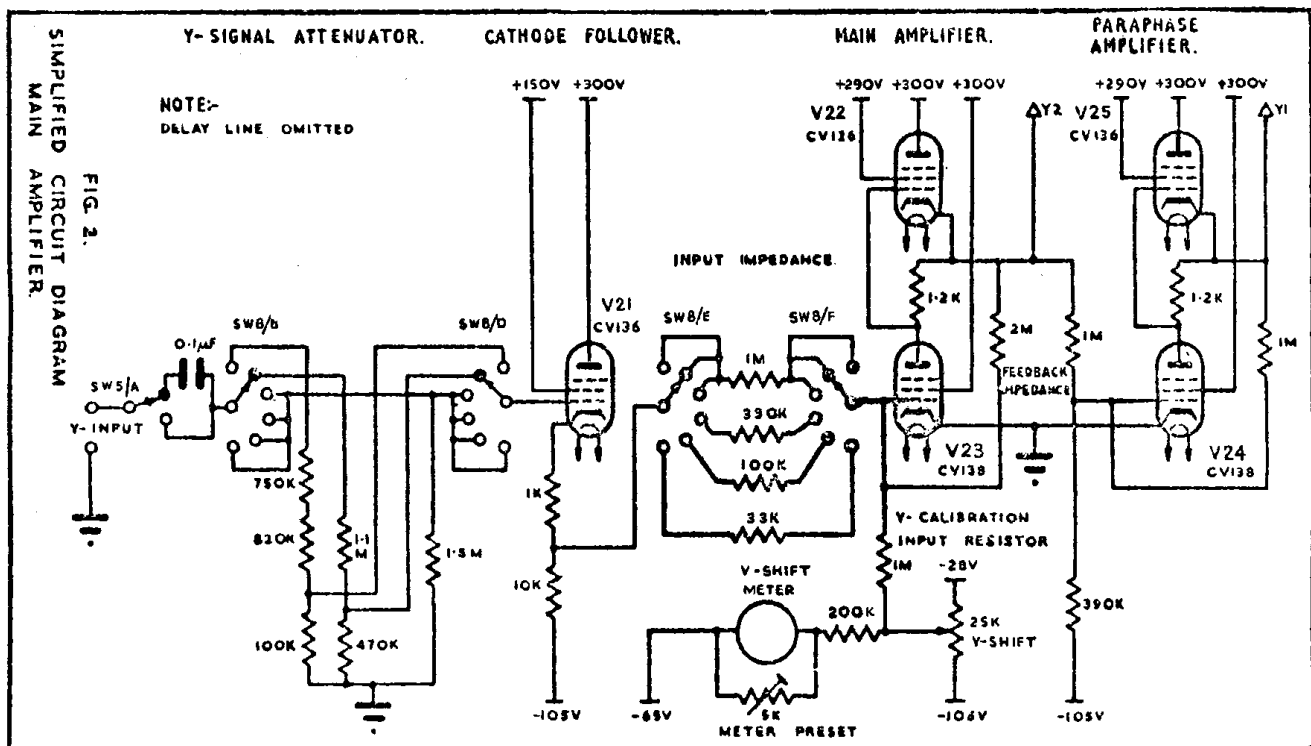 FIG. 2.
SIMPLIFIED CIRCUIT DIAGRAM
MAIN AMPLIFIER.
Y-SIGNAL ATTENUATOR.
CATHODE FOLLOWER.
MAIN AMPLIFIER.
PARAPHASE
AMPLIFIER.
NOTE:-
DELAY LINE OMITTED
+150V +300V
+290V +300V +300V
+290V +300V +300V
V22
CV136
Y2
V25
CV136
Y1
INPUT IMPEDANCE.
1.2K
1.2K
2M
1M
1M
FEEDBACK
IMPEDANCE
SW8/B
0.1µF
SW5/A
Y-INPUT
SW8/D
V21
CV136
SW8/E
SW8/F
1M
390K
100K
33K
V23
CV138
V24
CV138
750K
820K
1.1
M
1.5M
100K
470K
1K
10K
-105V
Y-CALIBRATION
INPUT RESISTOR
1M
Y-SHIFT
METER
200K
-28V
25K
Y-SHIFT
390K
-65V
5K
METER PRESET
-106V
-105V